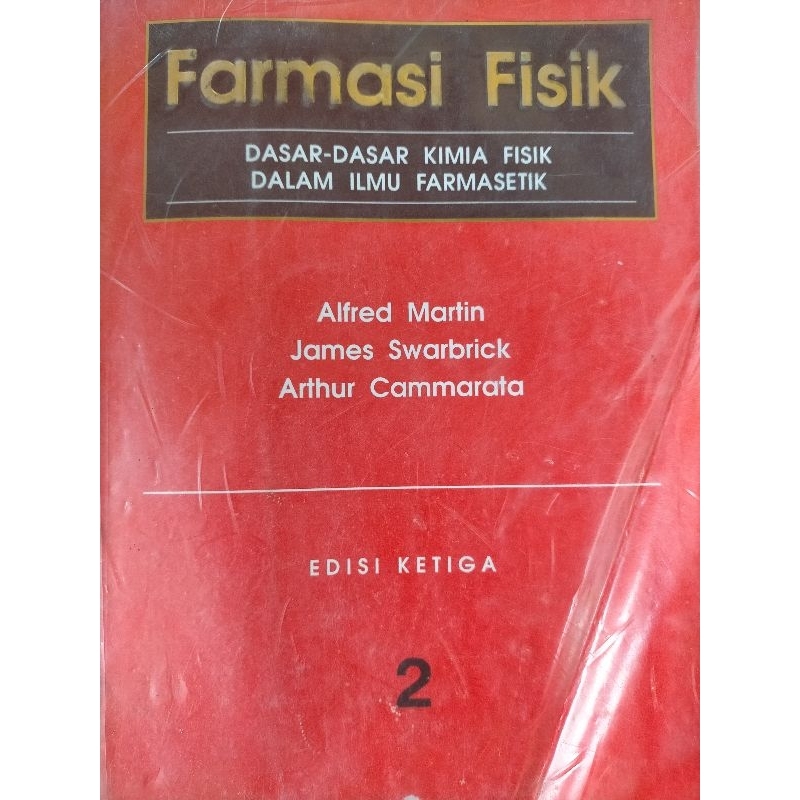 Farmasi Fisik
DASAR-DASAR KIMIA FISIK
DALAM ILMU FARMASETIK
Alfred Martin
James Swarbrick
Arthur Cammarata
EDISI KETIGA
2